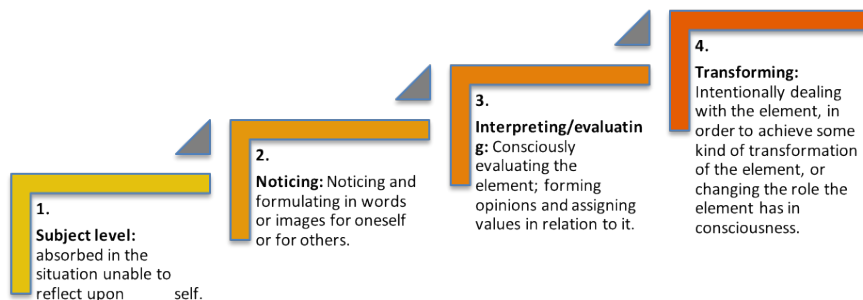 1.
Subject level:
absorbed in the
situation unable to
reflect upon self.
2.
Noticing: Noticing and
formulating in words
or images for oneself
or for others.
3.
Interpreting/evaluatin
g: Consciously
evaluating the
element; forming
opinions and assigning
values in relation to it.
4.
Transforming:
Intentionally dealing
with the element, in
order to achieve some
kind of transformation
of the element, or
changing the role the
element has in
consciousness.